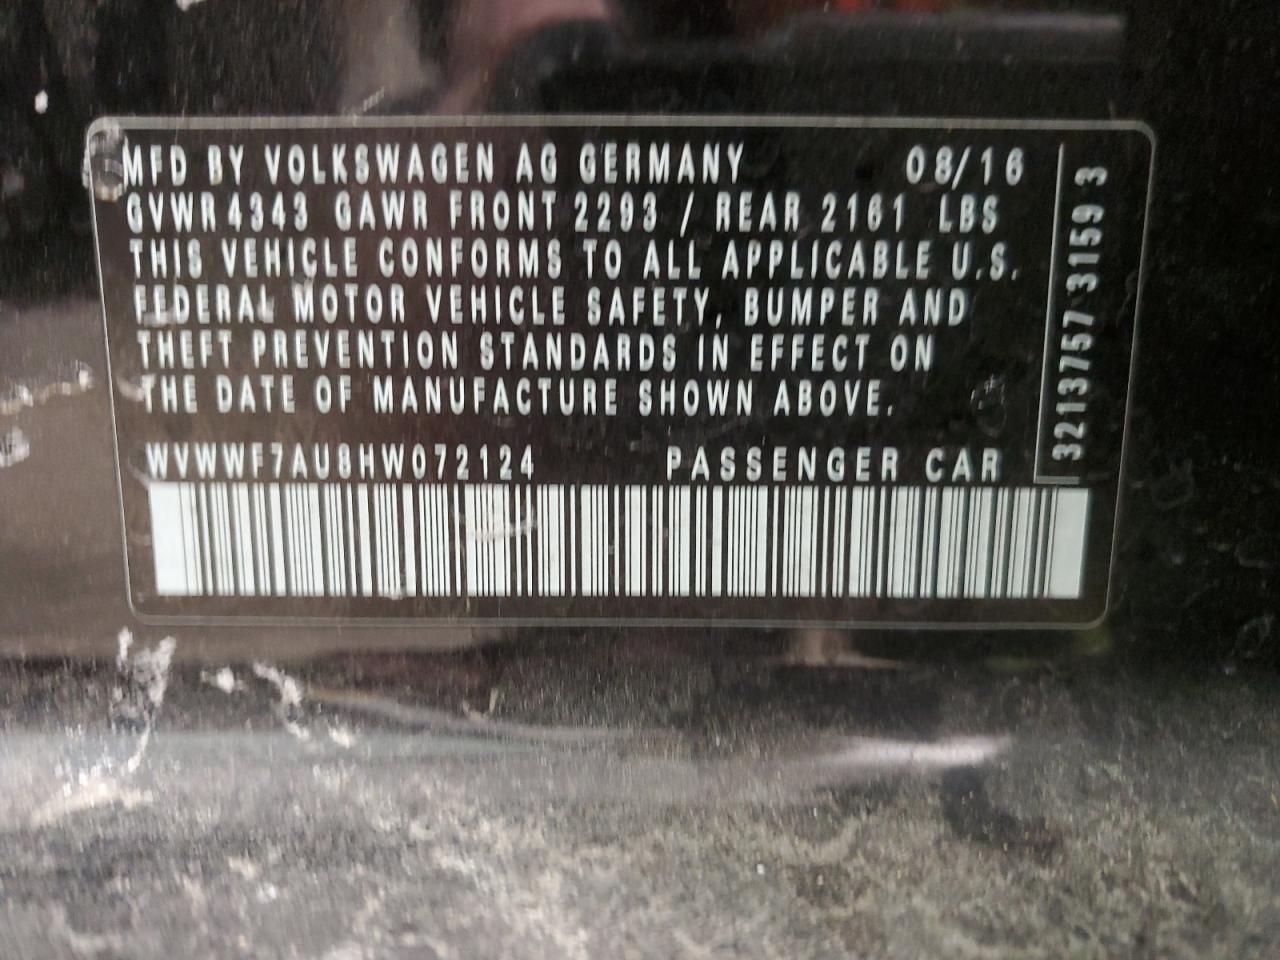 MFD BY VOLKSWAGEN AG GERMANY 08/16
GVWR 4343 GAWR FRONT 2293 / REAR 2161 LBS
THIS VEHICLE CONFORMS TO ALL APPLICABLE U.S.
FEDERAL MOTOR VEHICLE SAFETY, BUMPER AND
THEFT PREVENTION STANDARDS IN EFFECT ON
THE DATE OF MANUFACTURE SHOWN ABOVE.
WVWWF7AU8HW072124 PASSENGER CAR
3213757 3159 3